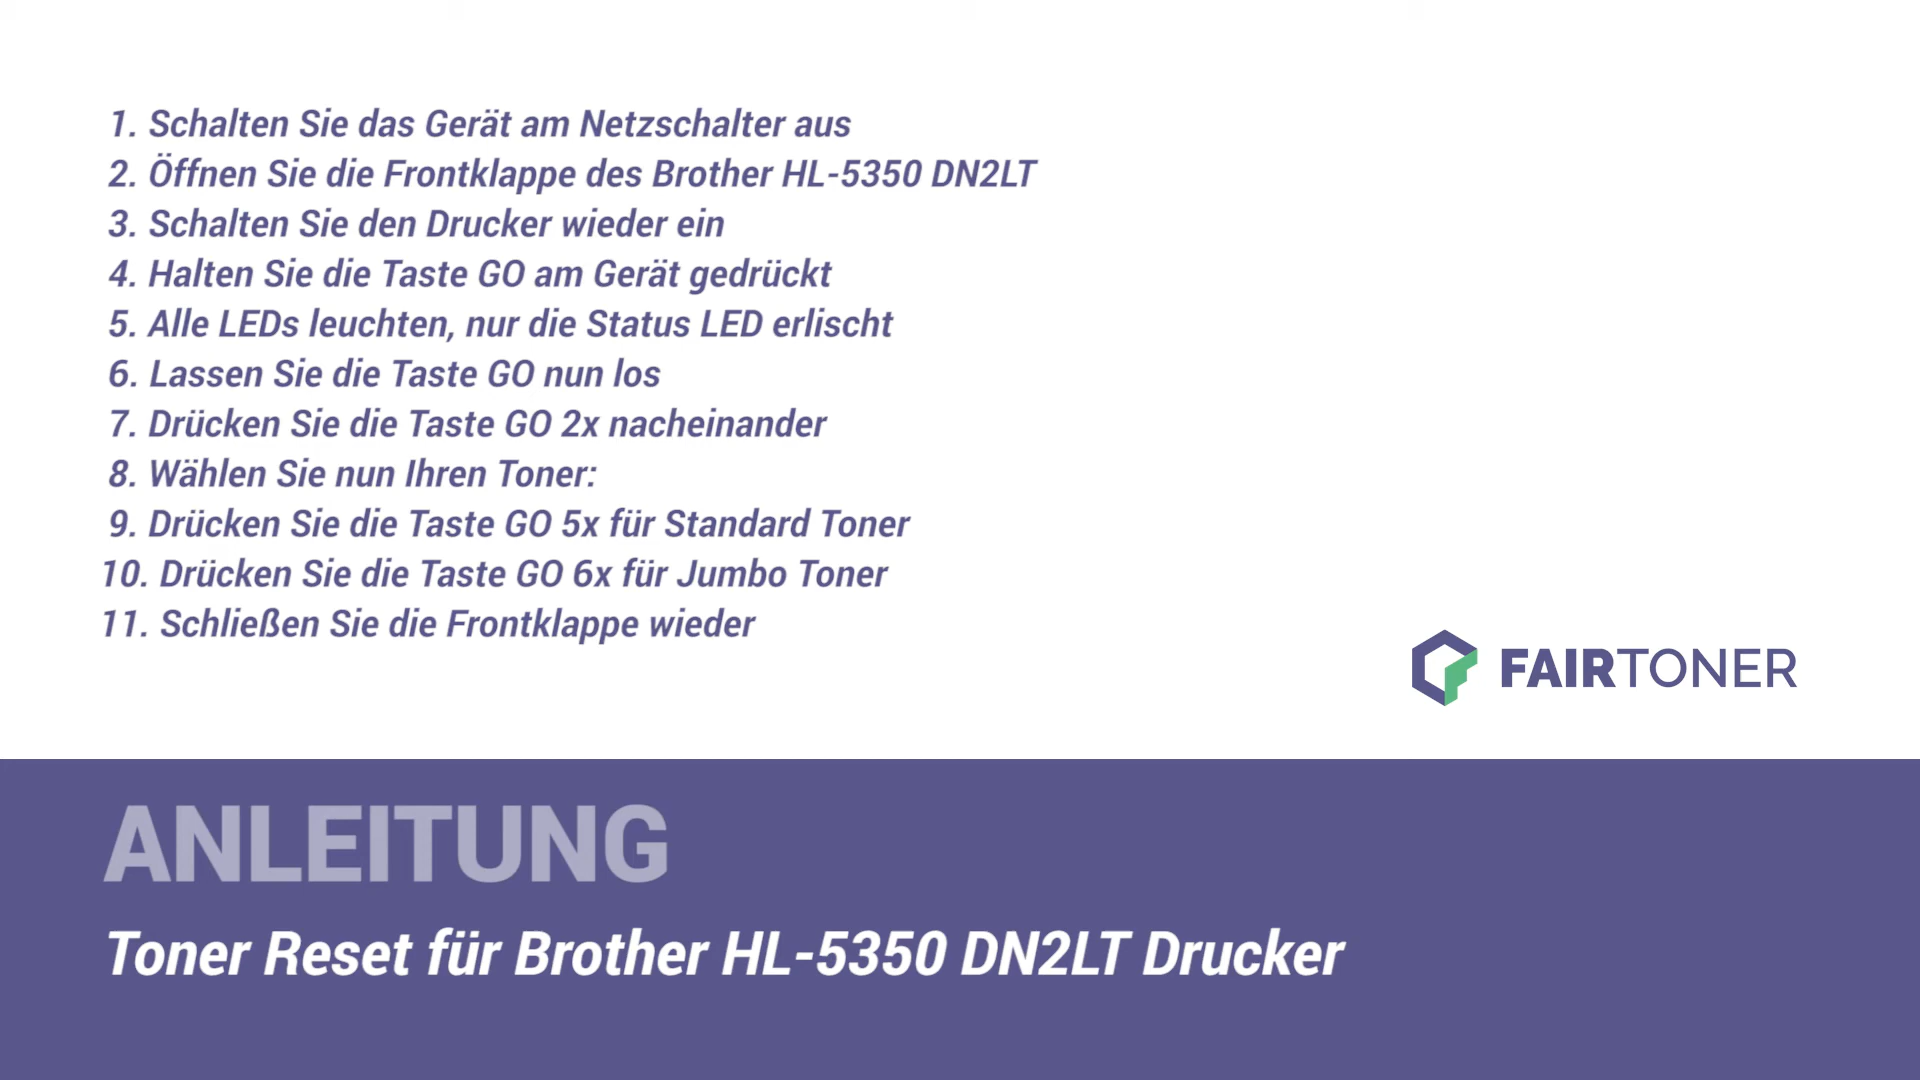 1. Schalten Sie das Gerät am Netzschalter aus
2. Öffnen Sie die Frontklappe des Brother HL-5350 DN2LT
3. Schalten Sie den Drucker wieder ein
4. Halten Sie die Taste GO am Gerät gedrückt
5. Alle LEDs leuchten, nur die Status LED erlischt
6. Lassen Sie die Taste GO nun los
7. Drücken Sie die Taste GO 2x nacheinander
8. Wählen Sie nun Ihren Toner:
9. Drücken Sie die Taste GO 5x für Standard Toner
10. Drücken Sie die Taste GO 6x für Jumbo Toner
11. Schließen Sie die Frontklappe wieder
FAIRTONER
ANLEITUNG
Toner Reset für Brother HL-5350 DN2LT Drucker